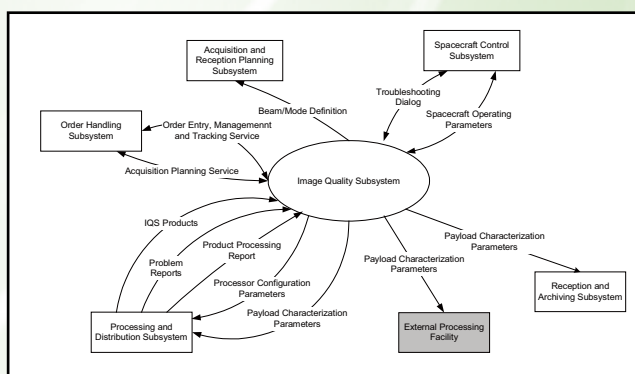 Acquisition and
Reception Planning
Subsystem
Spacecraft Control
Subsystem
Troubleshooting
Dialog
Beam/Mode Definition
Spacecraft Operating
Parameters
Order Handling
Subsystem
Order Entry, Managemennt
and Tracking Service
Acquisition Planning Service
Image Quality Subsystem
IQS Products
Problem
Reports
Product Processing
Report
Processor Configuration
Parameters
Payload Characterization
Parameters
Payload Characterization
Parameters
Payload Characterization
Parameters
Processing and
Distribution Subsystem
External Processing
Facility
Reception and
Archiving Subsystem